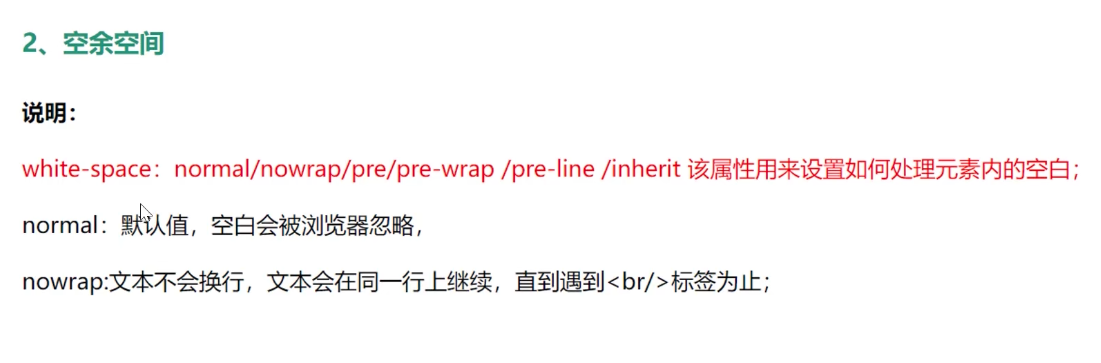 2、空余空间
说明：
white-space：normal/nowrap/pre/pre-wrap /pre-line /inherit 该属性用来设置如何处理元素内的空白；
normal：默认值，空白会被浏览器忽略，
nowrap:文本不会换行，文本会在同一行上继续，直到遇到<br/>标签为止；